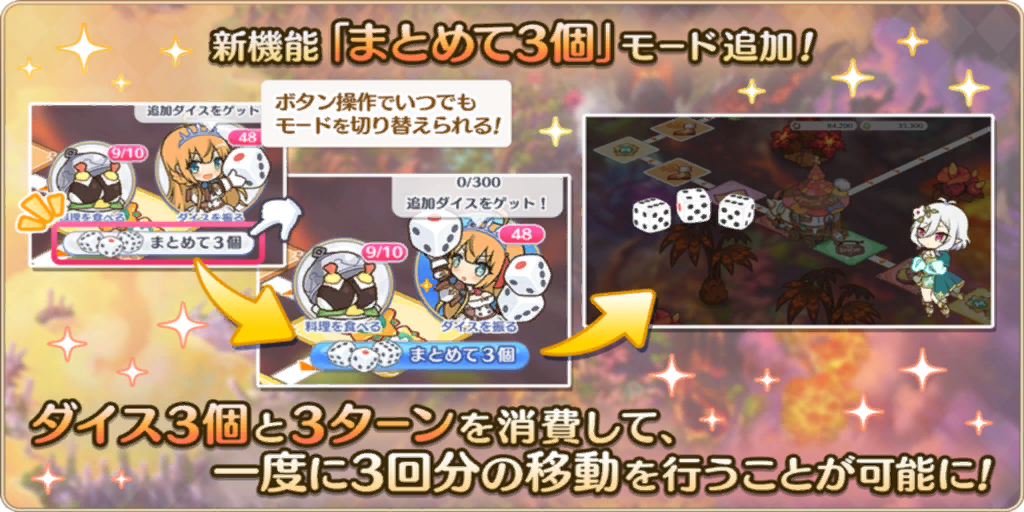 新機能「まとめて3個」モード追加!
ボタン操作でいつでも
モードを切り替えられる!
追加ダイスをゲット
9/10
48
料理を食べる
ダイスを振る
まとめて3個
0/300
追加ダイスをゲット!
9/10
48
料理を食べる
ダイスを振る
まとめて3個
84,200
35,300
ダイス3個と3ターンを消費して、
一度に3回分の移動を行うことが可能に!